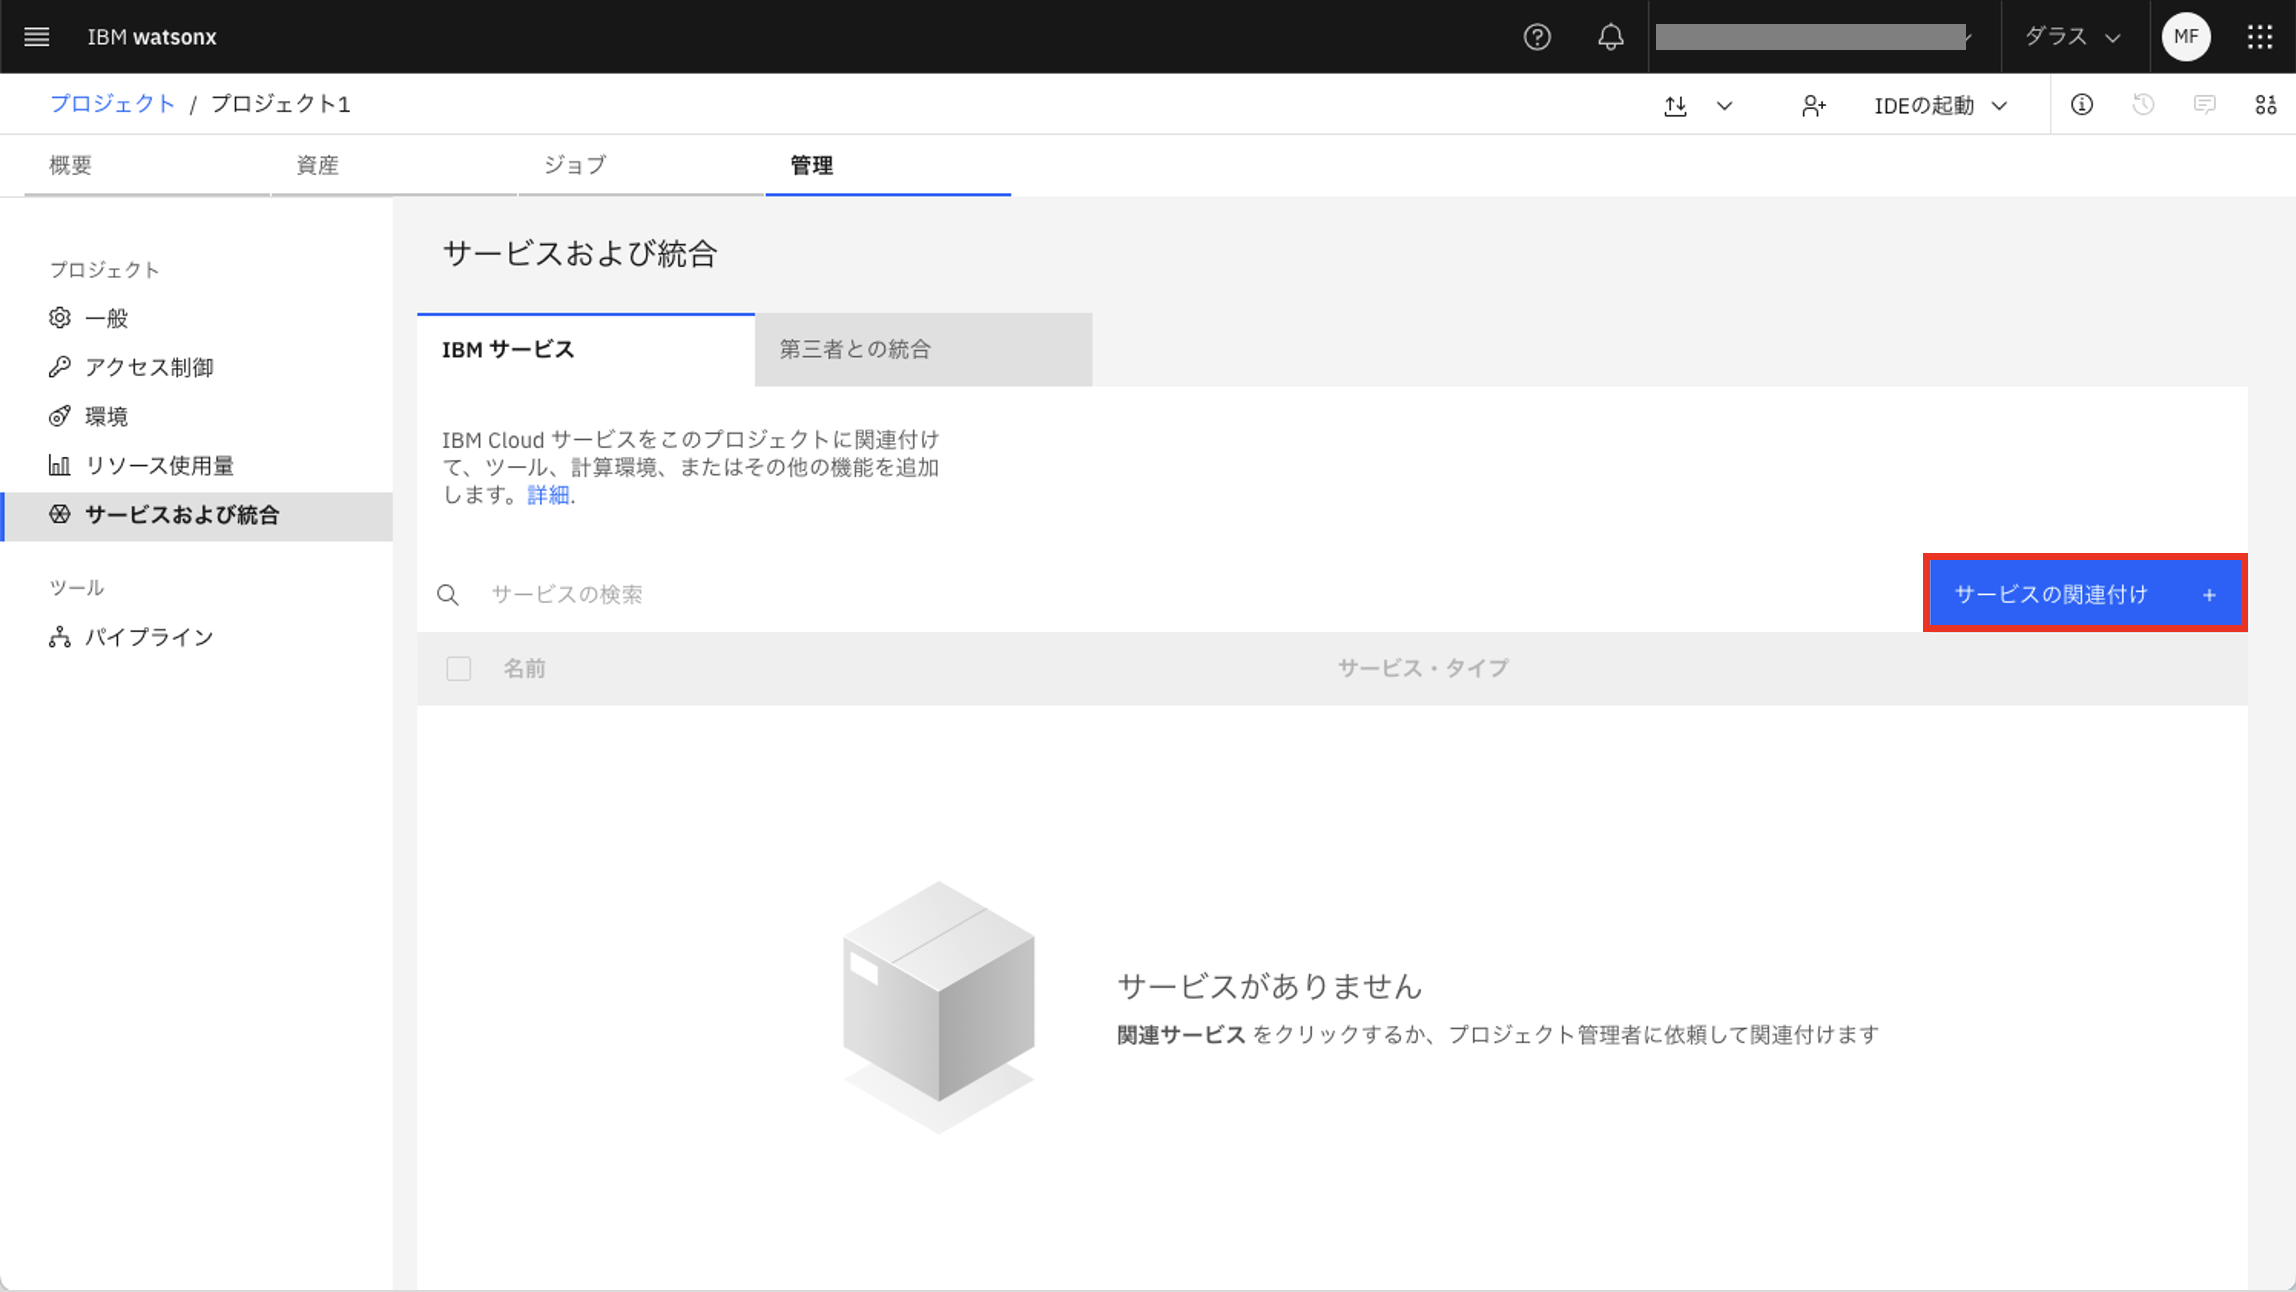 IBM watsonx
ダラス
MF
プロジェクト / プロジェクト1
IDEの起動
概要
資産
ジョブ
管理
プロジェクト
一般
アクセス制御
環境
リソース使用量
サービスおよび統合
ツール
パイプライン
サービスおよび統合
IBM サービス
第三者との統合
IBM Cloud サービスをこのプロジェクトに関連付け
て、ツール、計算環境、またはその他の機能を追加
します。詳細.
サービスの検索
サービスの関連付け +
名前
サービス・タイプ
サービスがありません
関連サービス をクリックするか、プロジェクト管理者に依頼して関連付けます